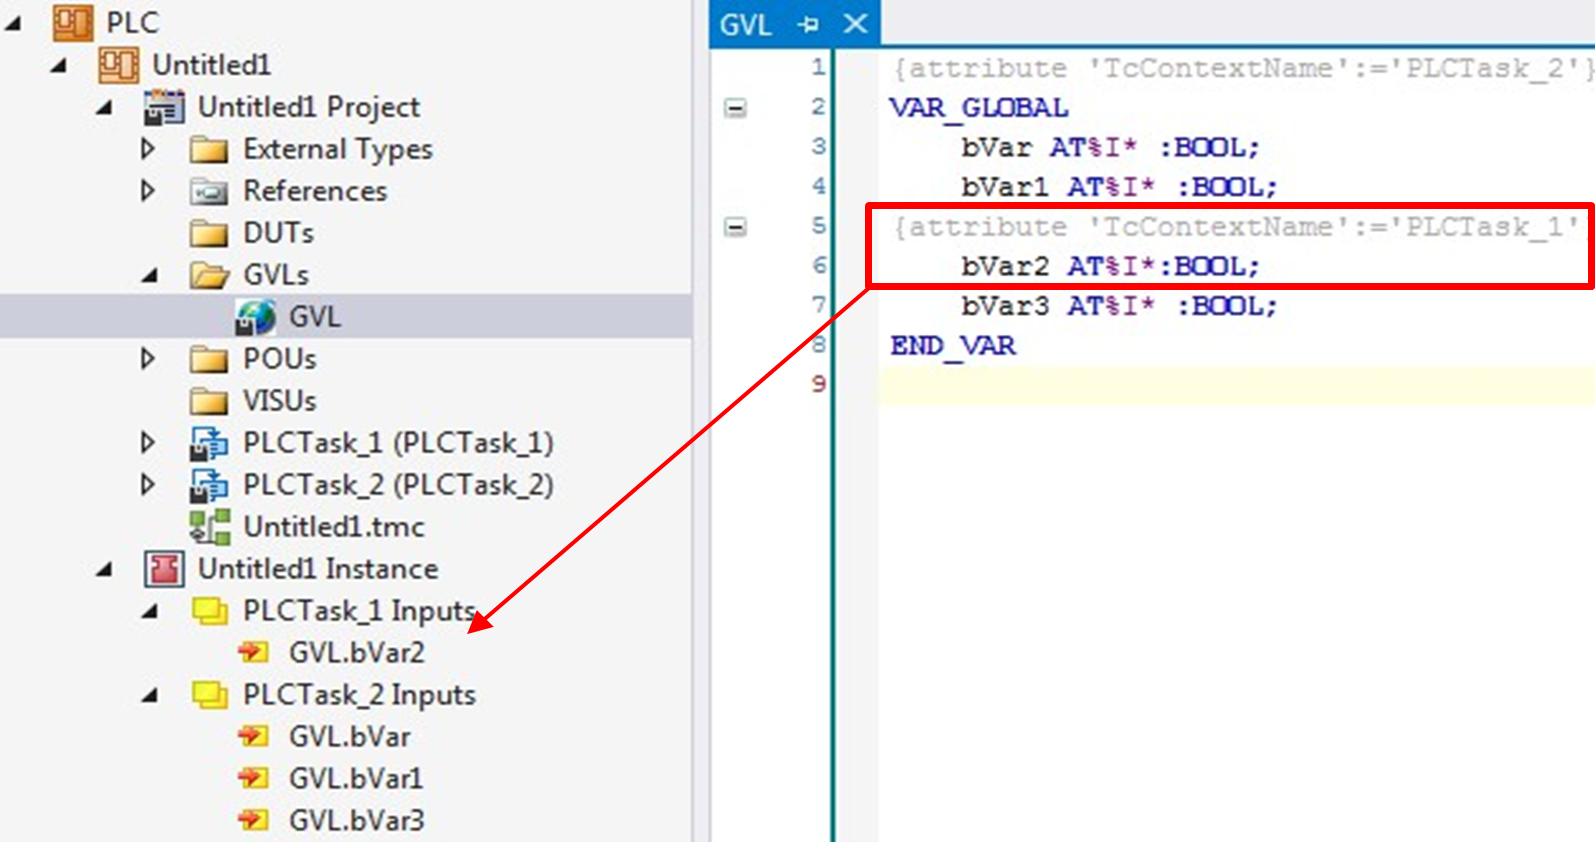 PLC
Untitled1
Untitled1 Project
External Types
References
DUTs
GVLs
GVL
POUs
VISUs
PLCTask_1 (PLCTask_1)
PLCTask_2 (PLCTask_2)
Untitled1.tmc
Untitled1 Instance
PLCTask_1 Inputs
GVL.bVar2
PLCTask_2 Inputs
GVL.bVar
GVL.bVar1
GVL.bVar3
GVL
1 {attribute 'TcContextName':='PLCTask_2'}
2 VAR_GLOBAL
3 bVar AT%I* :BOOL;
4 bVar1 AT%I* :BOOL;
5 {attribute 'TcContextName':='PLCTask_1'
6 bVar2 AT%I*:BOOL;
7 bVar3 AT%I* :BOOL;
8 END_VAR
9